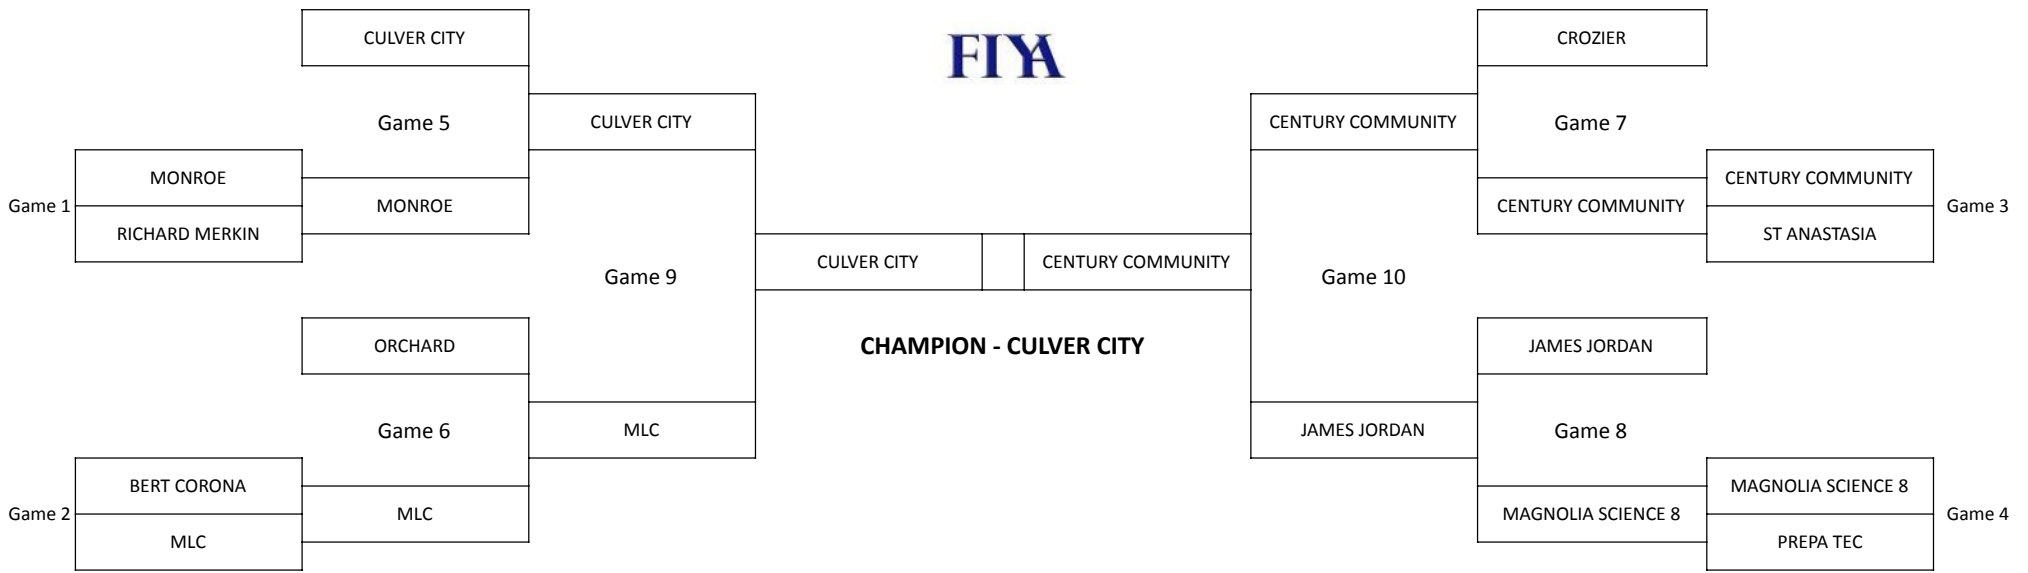 CULVER CITY
FIYA
CROZIER
Game 5
CULVER CITY
CENTURY COMMUNITY
Game 7
MONROE
CENTURY COMMUNITY
Game 1
MONROE
CENTURY COMMUNITY
Game 3
RICHARD MERKIN
ST ANASTASIA
Game 9
CULVER CITY
CENTURY COMMUNITY
Game 10
ORCHARD
CHAMPION - CULVER CITY
JAMES JORDAN
Game 6
MLC
JAMES JORDAN
Game 8
BERT CORONA
MAGNOLIA SCIENCE 8
Game 2
MLC
MAGNOLIA SCIENCE 8
Game 4
MLC
PREPA TEC